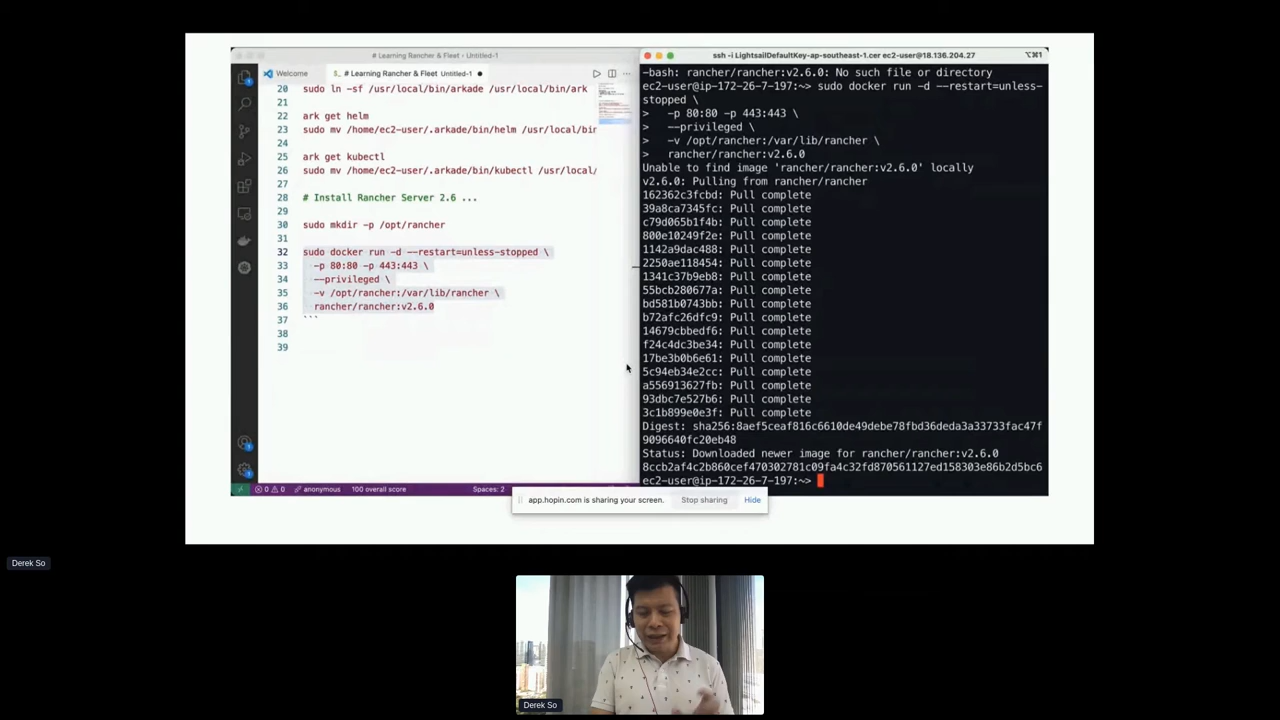 # Learning Rancher & Fleet - Untitled-1
Welcome
# Learning Rancher & Fleet Untitled-1
20 sudo ln -sf /usr/local/bin/arkade /usr/local/bin/ark
21
22 ark get helm
23 sudo mv /home/ec2-user/.arkade/bin/helm /usr/local/bin/
24
25 ark get kubectl
26 sudo mv /home/ec2-user/.arkade/bin/kubectl /usr/local/
27
28 # Install Rancher Server 2.6 ...
29
30 sudo mkdir -p /opt/rancher
31
32 sudo docker run -d --restart=unless-stopped \
33 -p 80:80 -p 443:443 \
34 --privileged \
35 -v /opt/rancher:/var/lib/rancher \
36 rancher/rancher:v2.6.0
37 ```
38
39
0 0 anonymous 100 overall score Spaces: 2
ssh -i LightsailDefaultKey-ap-southeast-1.cer ec2-user@18.136.204.27
⌥⌘1
-bash: rancher/rancher:v2.6.0: No such file or directory
ec2-user@ip-172-26-7-197:~> sudo docker run -d --restart=unless-
stopped \
> -p 80:80 -p 443:443 \
> --privileged \
> -v /opt/rancher:/var/lib/rancher \
> rancher/rancher:v2.6.0
Unable to find image 'rancher/rancher:v2.6.0' locally
v2.6.0: Pulling from rancher/rancher
162362c3fcbd: Pull complete
39a8ca7345fc: Pull complete
c79d065b1f4b: Pull complete
800e10249f2e: Pull complete
1142a9dac488: Pull complete
2250ae118454: Pull complete
1341c37b9eb8: Pull complete
55bcb280677a: Pull complete
bd581b0743bb: Pull complete
b72afc26dfc9: Pull complete
14679cbbedf6: Pull complete
f24c4dc3be34: Pull complete
17be3b0b6e61: Pull complete
5c94eb34e2cc: Pull complete
a556913627fb: Pull complete
93dbc7e527b6: Pull complete
3c1b899e0e3f: Pull complete
Digest: sha256:8aef5ceaf816c6610de49debe78fbd36deda3a33733fac47f
9096640fc20eb48
Status: Downloaded newer image for rancher/rancher:v2.6.0
8ccb2af4c2b860cef470302781c09fa4c32fd870561127ed158303e86b2d5bc6
ec2-user@ip-172-26-7-197:~>
app.hopin.com is sharing your screen. Stop sharing Hide
Derek So
Derek So